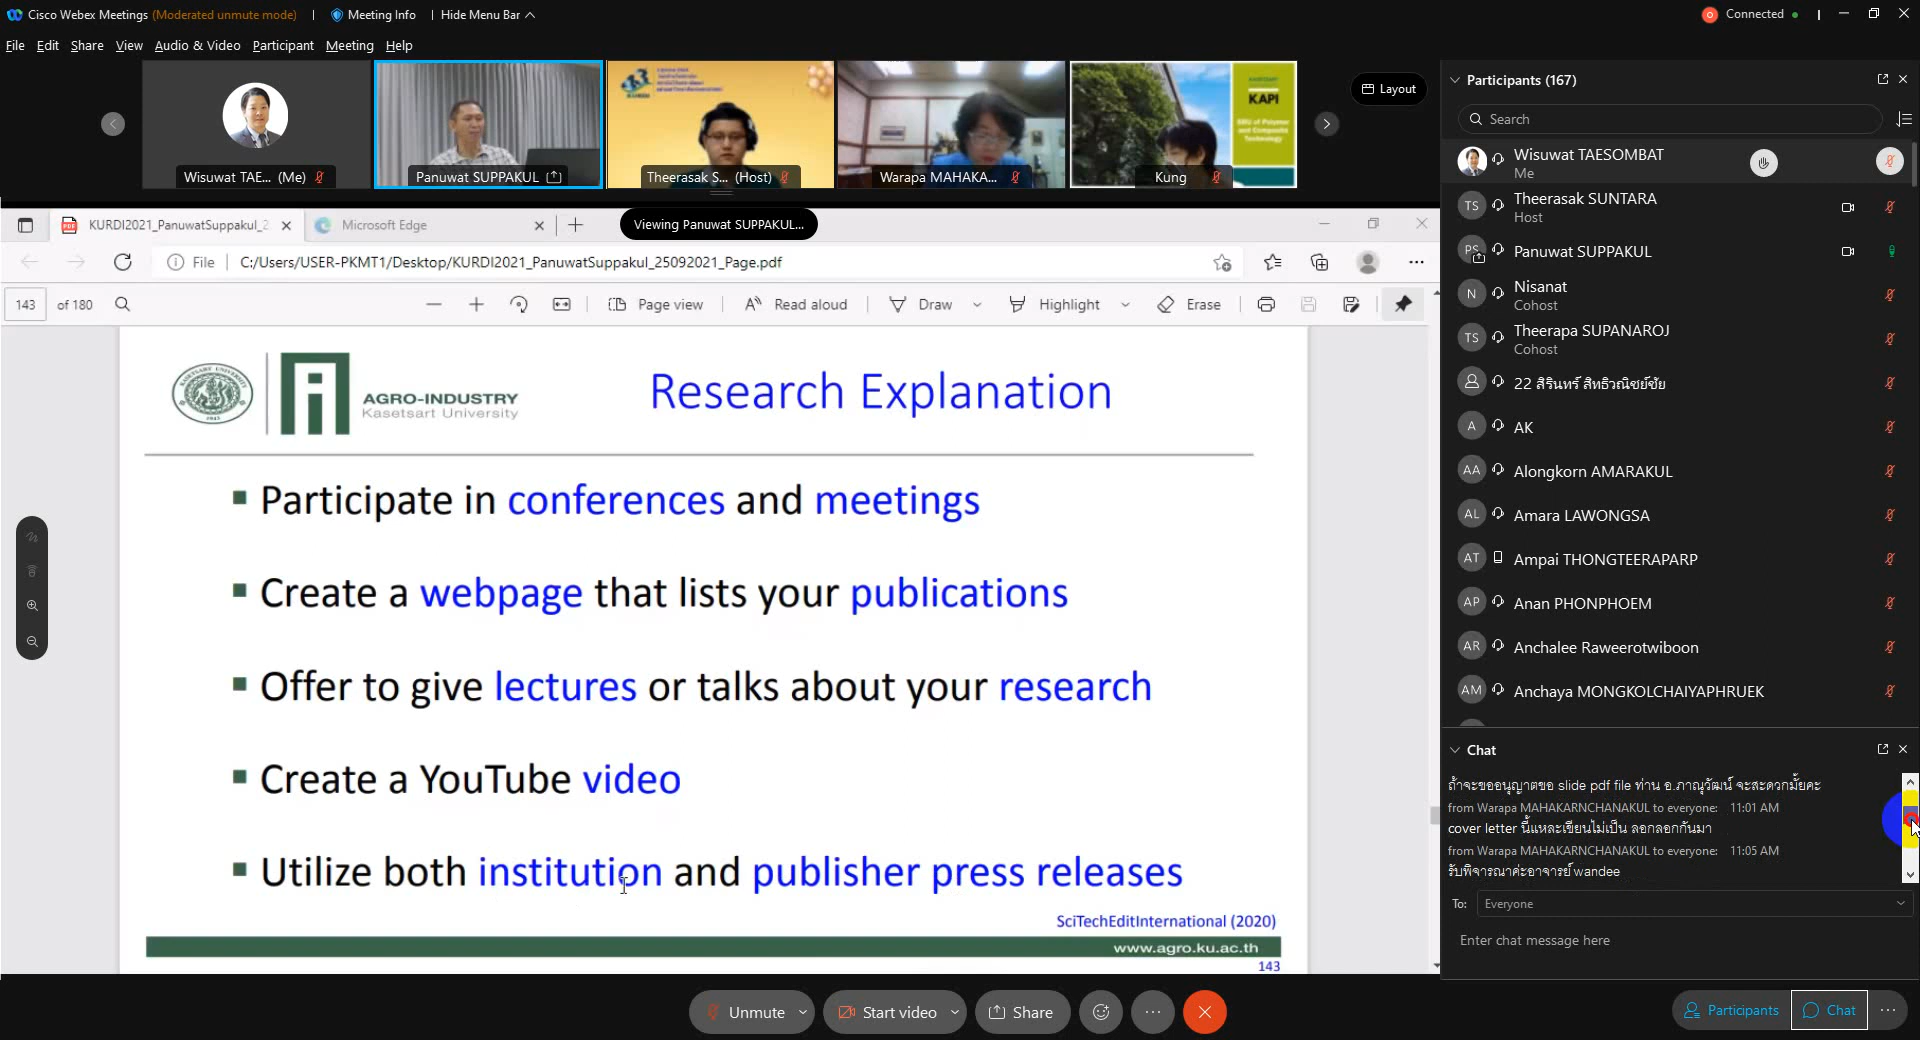 Cisco Webex Meetings (Moderated unmute mode) | Meeting Info | Hide Menu Bar
Connected
File Edit Share View Audio & Video Participant Meeting Help
Wisuwat TAE... (Me)
Panuwat SUPPAKUL
Theerasak S... (Host)
Warapa MAHAKA...
KAPI
Kung
Layout
KURDI2021_PanuwatSuppakul_2
Microsoft Edge
Viewing Panuwat SUPPAKUL...
File | C:/Users/USER-PKMT1/Desktop/KURDI2021_PanuwatSuppakul_25092021_Page.pdf
143 of 180
Page view
Read aloud
Draw
Highlight
Erase
AGRO-INDUSTRY
Kasetsart University
Research Explanation
Participate in conferences and meetings
Create a webpage that lists your publications
Offer to give lectures or talks about your research
Create a YouTube video
Utilize both institution and publisher press releases
SciTechEditInternational (2020)
www.agro.ku.ac.th
143
Participants (167)
Search
Wisuwat TAESOMBAT
Me
TS Theerasak SUNTARA
Host
PS Panuwat SUPPAKUL
N Nisanat
Cohost
TS Theerapa SUPANAROJ
Cohost
22 สิรินทร์ สิทธิวณิชย์ชัย
A AK
AA Alongkorn AMARAKUL
AL Amara LAWONGSA
AT Ampai THONGTEERAPARP
AP Anan PHONPHOEM
AR Anchalee Raweerotwiboon
AM Anchaya MONGKOLCHAIYAPHRUEK
Chat
ถ้าจะขออนุญาตขอ slide pdf file ท่าน อ.ภาณุวัฒน์ จะสะดวกมั้ยคะ
from Warapa MAHAKARNCHANAKUL to everyone: 11:01 AM
cover letter นี้แหละเขียนไม่เป็น ลอกลอกกันมา
from Warapa MAHAKARNCHANAKUL to everyone: 11:05 AM
รับพิจารณาค่ะอาจารย์ wandee
To: Everyone
Enter chat message here
Unmute
Start video
Share
Participants
Chat